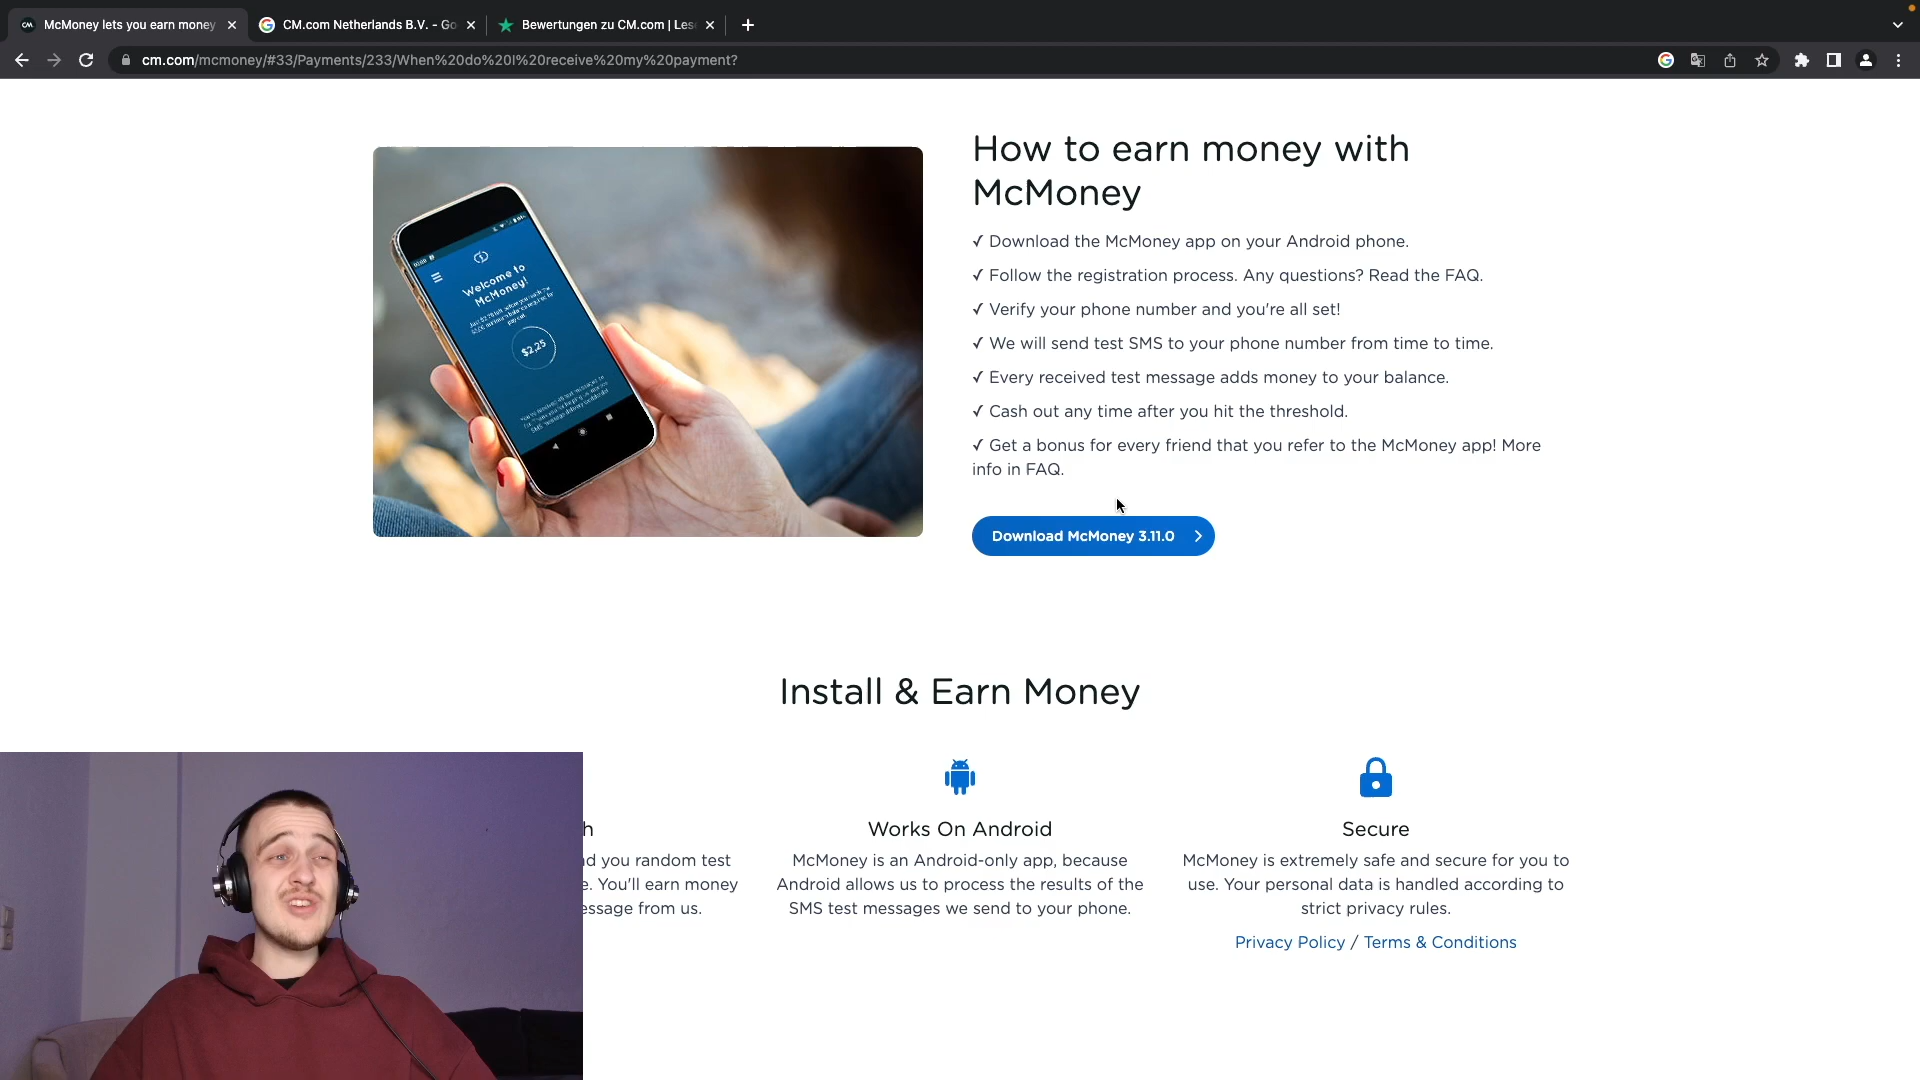 McMoney lets you earn money
CM.com Netherlands B.V. - Go
Bewertungen zu CM.com | Les
cm.com/mcmoney/#33/Payments/233/When%20do%20I%20receive%20my%20payment?
How to earn money with
McMoney
✓ Download the McMoney app on your Android phone.
✓ Follow the registration process. Any questions? Read the FAQ.
✓ Verify your phone number and you're all set!
✓ We will send test SMS to your phone number from time to time.
✓ Every received test message adds money to your balance.
✓ Cash out any time after you hit the threshold.
✓ Get a bonus for every friend that you refer to the McMoney app! More
info in FAQ.
Download McMoney 3.11.0
Welcome to
McMoney!
$2,25
Install & Earn Money
h
nd you random test
e. You'll earn money
essage from us.
Works On Android
McMoney is an Android-only app, because
Android allows us to process the results of the
SMS test messages we send to your phone.
Secure
McMoney is extremely safe and secure for you to
use. Your personal data is handled according to
strict privacy rules.
Privacy Policy / Terms & Conditions